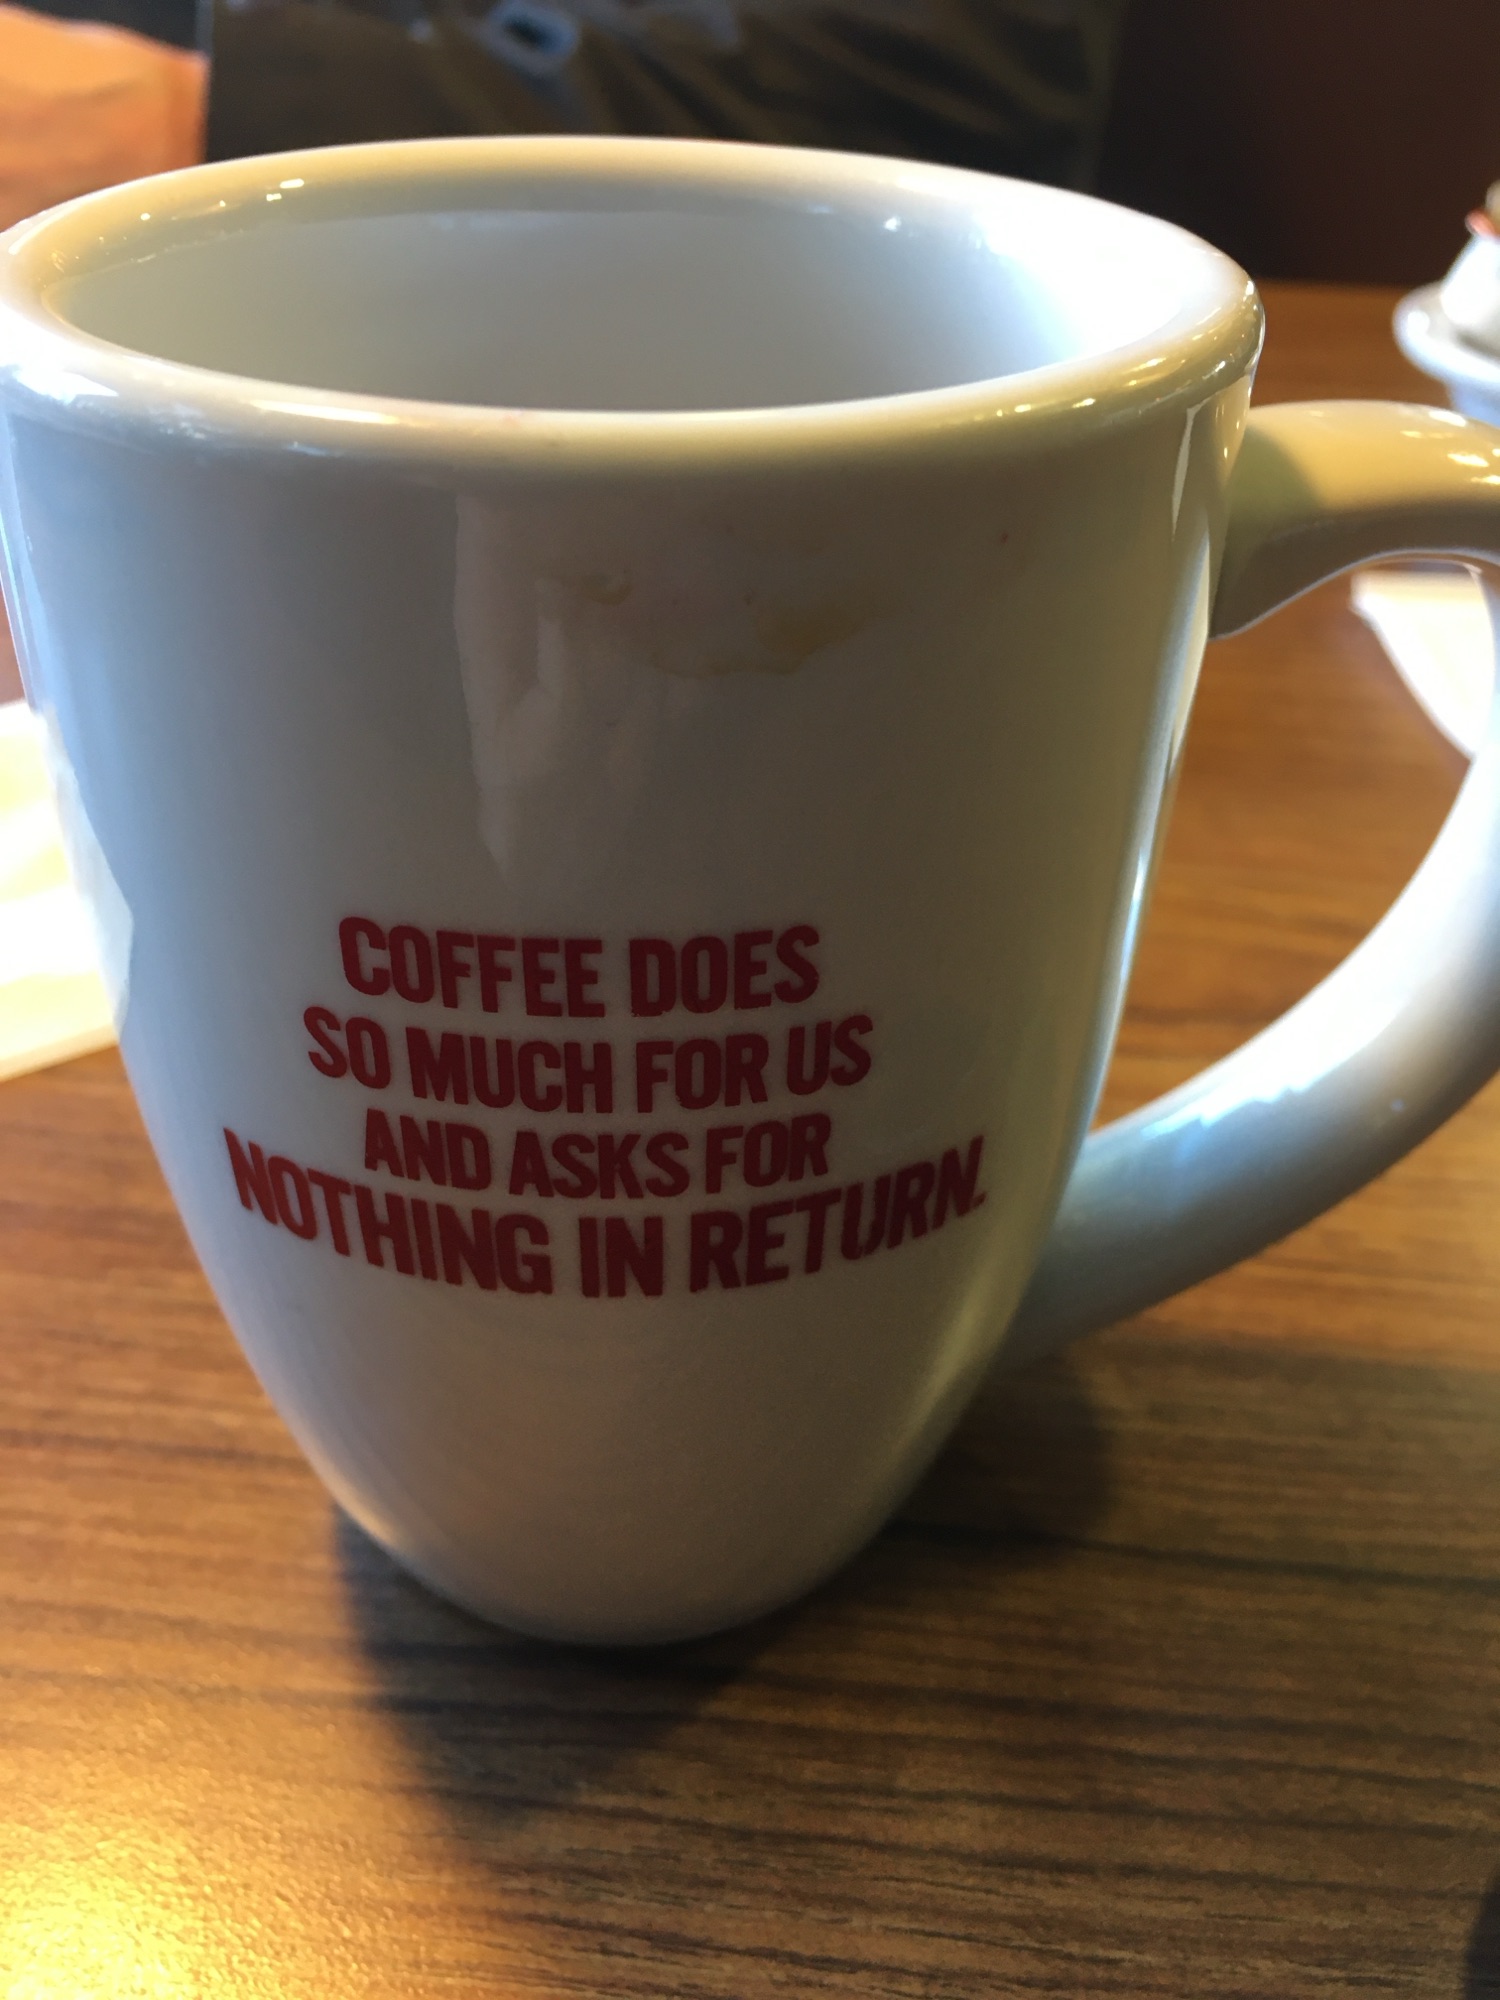 COFFEE DOES
SO MUCH FOR US
AND ASKS FOR
NOTHING IN RETURN.